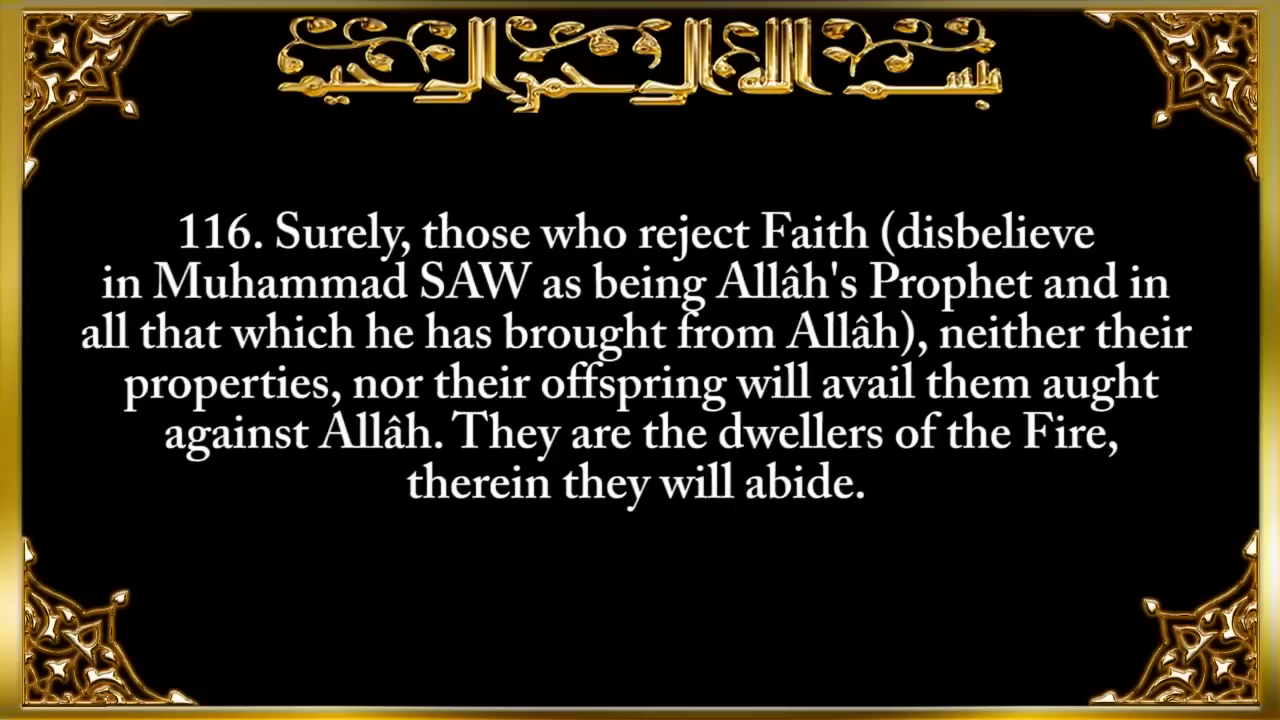 بسم الله الرحمن الرحيم
116. Surely, those who reject Faith (disbelieve
in Muhammad SAW as being Allâh's Prophet and in
all that which he has brought from Allâh), neither their
properties, nor their offspring will avail them aught
against Allâh. They are the dwellers of the Fire,
therein they will abide.